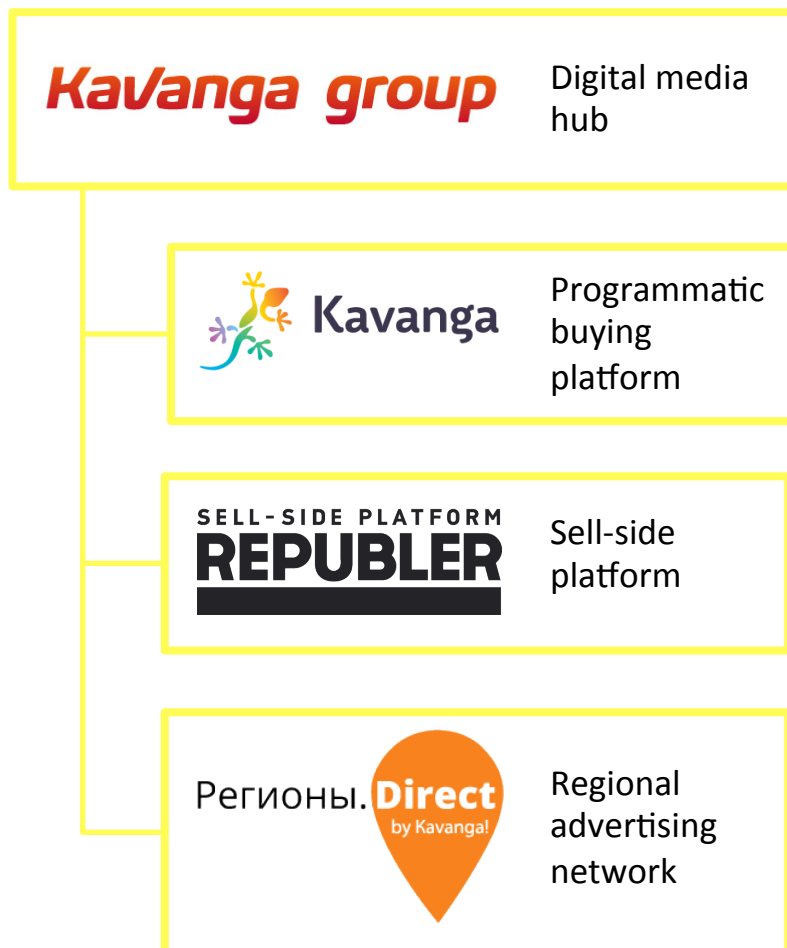 KaVanga group
Digital media
hub
Kavanga
Programmatic
buying
platform
SELL-SIDE PLATFORM
REPUBLER
Sell-side
platform
Регионы.Direct
by Kavanga!
Regional
advertising
network